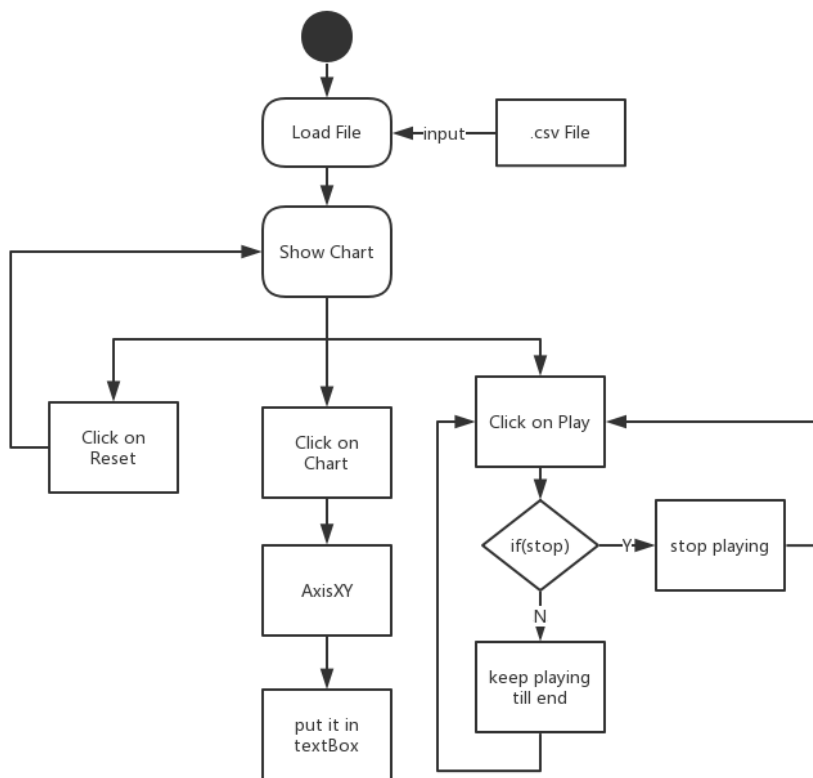 Load File
input
.csv File
Show Chart
Click on
Reset
Click on
Chart
Click on Play
if(stop)
Y
stop playing
AxisXY
N
keep playing
till end
put it in
textBox